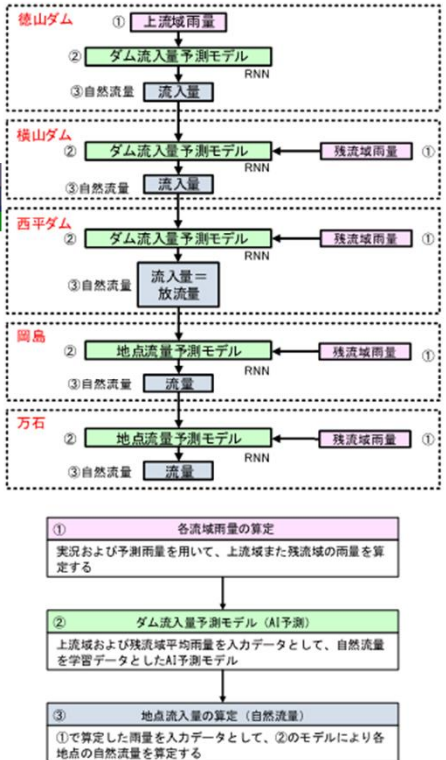 徳山ダム
① 上流域雨量
② ダム流入量予測モデル
RNN
③自然流量 流入量
横山ダム
② ダム流入量予測モデル 残流域雨量 ①
RNN
③自然流量 流入量
西平ダム
② ダム流入量予測モデル 残流域雨量 ①
RNN
③自然流量 流入量＝
放流量
岡島
② 地点流量予測モデル 残流域雨量 ①
RNN
③自然流量 流量
万石
② 地点流量予測モデル 残流域雨量 ①
RNN
③自然流量 流量
① 各流域雨量の算定
実況および予測雨量を用いて、上流域また残流域の雨量を算
定する
② ダム流入量予測モデル（AI予測）
上流域および残流域平均雨量を入力データとして、自然流量
を学習データとしたAI予測モデル
③ 地点流入量の算定（自然流量）
①で算定した雨量を入力データとして、②のモデルにより各
地点の自然流量を算定する